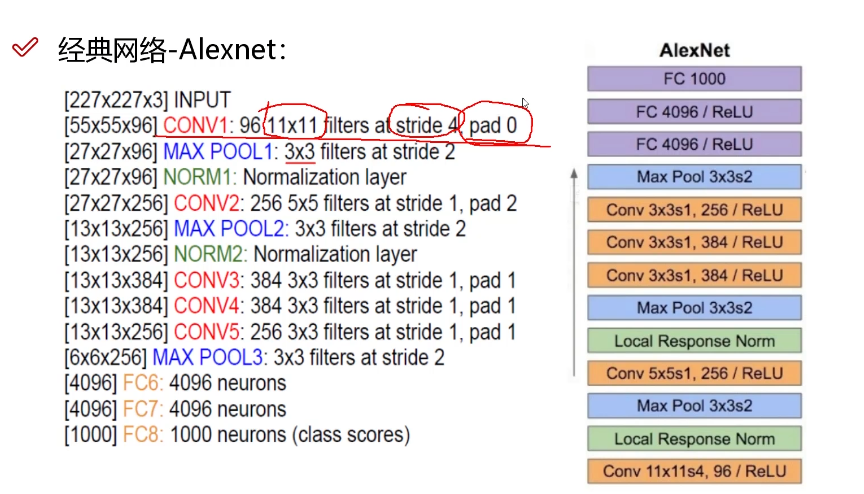 经典网络-Alexnet：
[227x227x3] INPUT
[55x55x96] CONV1: 96 11x11 filters at stride 4, pad 0
[27x27x96] MAX POOL1: 3x3 filters at stride 2
[27x27x96] NORM1: Normalization layer
[27x27x256] CONV2: 256 5x5 filters at stride 1, pad 2
[13x13x256] MAX POOL2: 3x3 filters at stride 2
[13x13x256] NORM2: Normalization layer
[13x13x384] CONV3: 384 3x3 filters at stride 1, pad 1
[13x13x384] CONV4: 384 3x3 filters at stride 1, pad 1
[13x13x256] CONV5: 256 3x3 filters at stride 1, pad 1
[6x6x256] MAX POOL3: 3x3 filters at stride 2
[4096] FC6: 4096 neurons
[4096] FC7: 4096 neurons
[1000] FC8: 1000 neurons (class scores)
AlexNet
FC 1000
FC 4096 / ReLU
FC 4096 / ReLU
Max Pool 3x3s2
Conv 3x3s1, 256 / ReLU
Conv 3x3s1, 384 / ReLU
Conv 3x3s1, 384 / ReLU
Max Pool 3x3s2
Local Response Norm
Conv 5x5s1, 256 / ReLU
Max Pool 3x3s2
Local Response Norm
Conv 11x11s4, 96 / ReLU